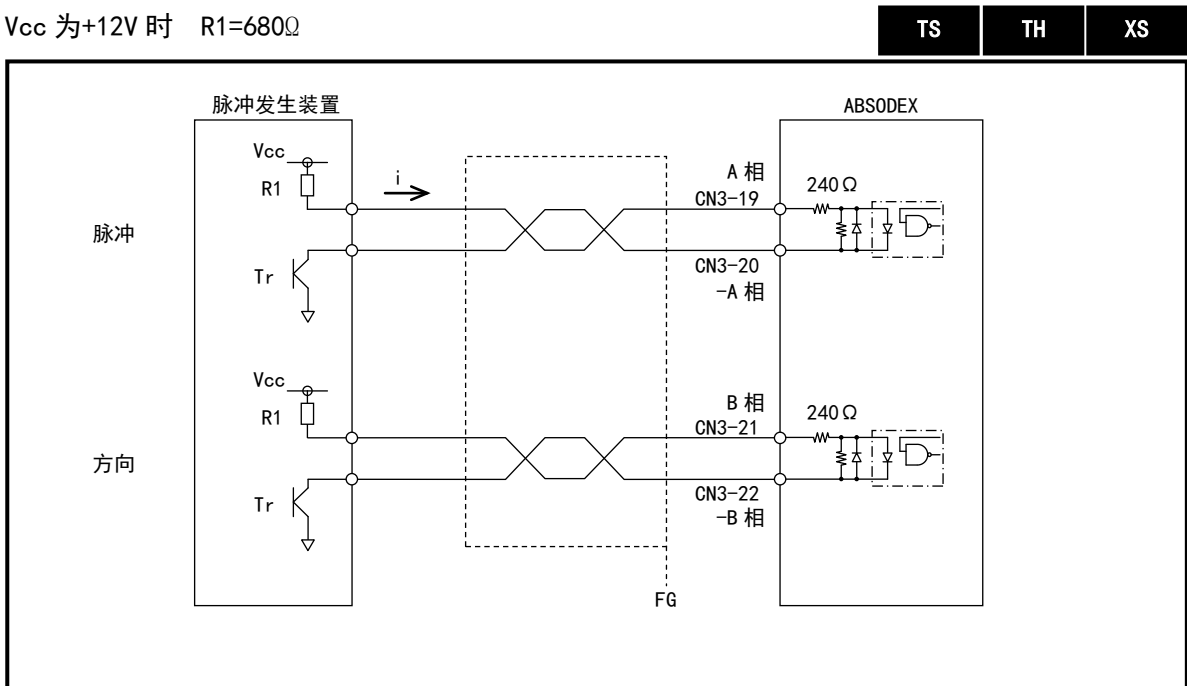 Vcc 为+12V 时 R1=680Ω
TS TH XS
脉冲发生装置
ABSODEX
Vcc
R1
i
A 相
CN3-19
240Ω
脉冲
Tr
CN3-20
-A 相
Vcc
R1
B 相
CN3-21
240Ω
方向
Tr
CN3-22
-B 相
FG